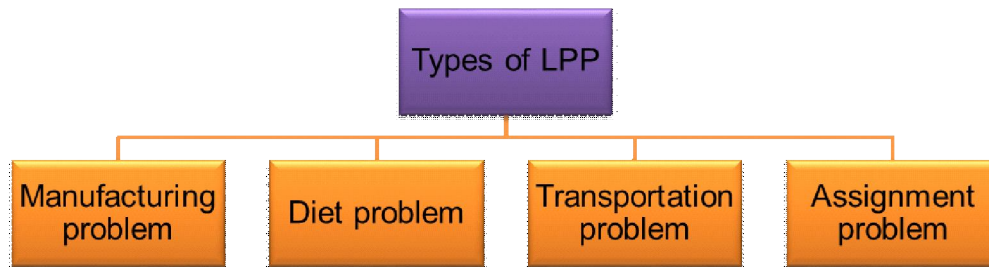 Types of LPP
Manufacturing
problem
Diet problem
Transportation
problem
Assignment
problem